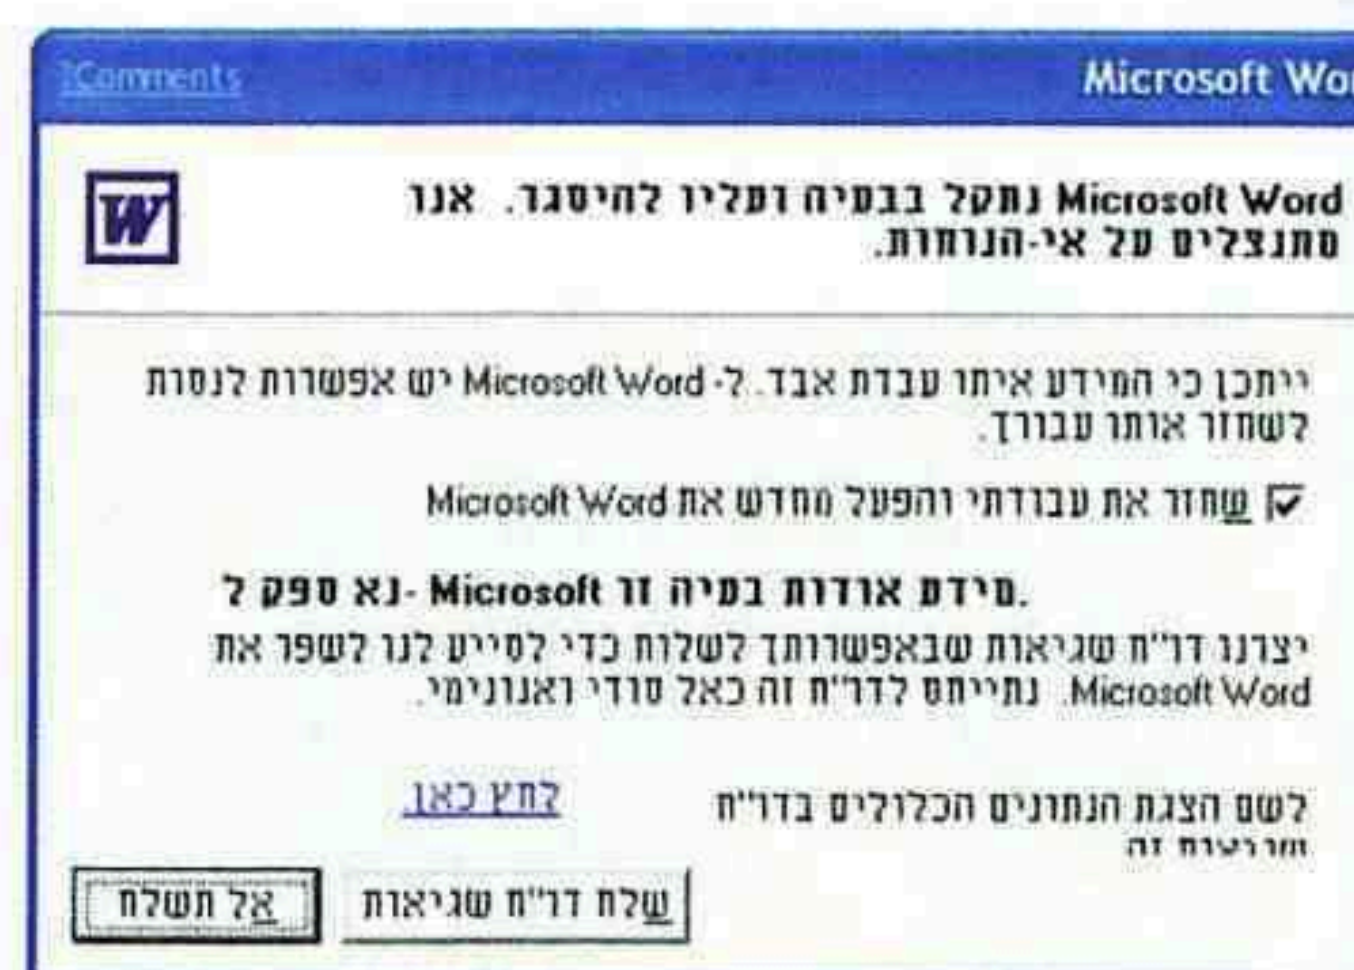 ?Comments
Microsoft Wor
Microsoft Word נתקל בבעיה ועליו להיסגר. אנו
מתנצלים על אי-הנוחות.
ייתכן כי המידע איתו עבדת אבד. ל- Microsoft Word יש אפשרות לנסות
לשחזר אותו עבורך.
שחזר את עבודתי והפעל מחדש את Microsoft Word
.מידע אודות בעיה זו Microsoft -נא ספק ל
יצרנו דו"ח שגיאות שבאפשרותך לשלוח כדי לסייע לנו לשפר את
Microsoft Word. נתייחס לדו"ח זה כאל סודי ואנונימי.
לשם הצגת הנתונים הכלולים בדו"ח
שגיאות זה
לחץ כאן.
שלח דו"ח שגיאות
אל תשלח
W